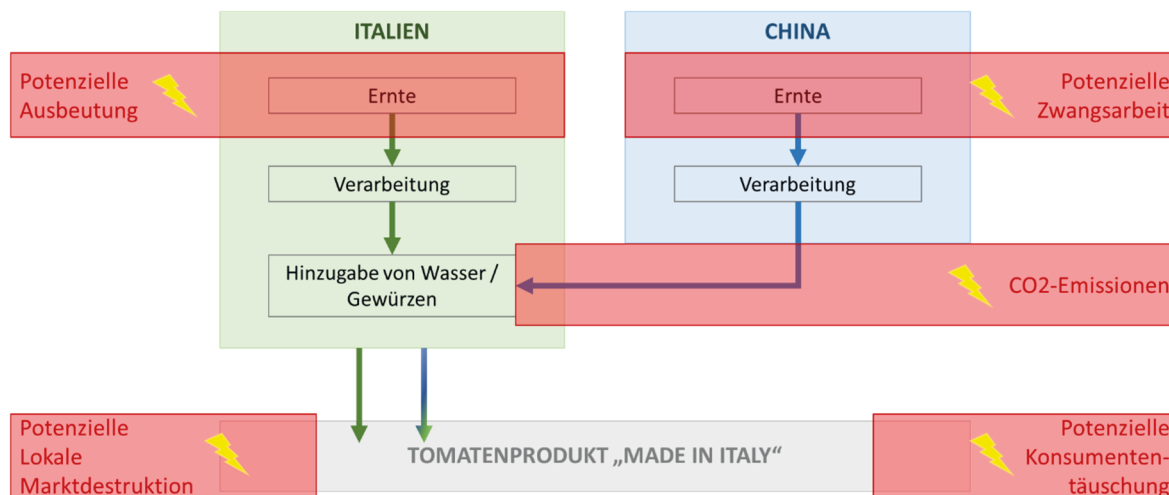 ITALIEN
CHINA
Potenzielle
Ausbeutung
Ernte
Ernte
Potenzielle
Zwangsarbeit
Verarbeitung
Verarbeitung
Hinzugabe von Wasser /
Gewürzen
CO2-Emissionen
Potenzielle
Lokale
Marktdestruktion
TOMATENPRODUKT „MADE IN ITALY“
Potenzielle
Konsumenten-
täuschung